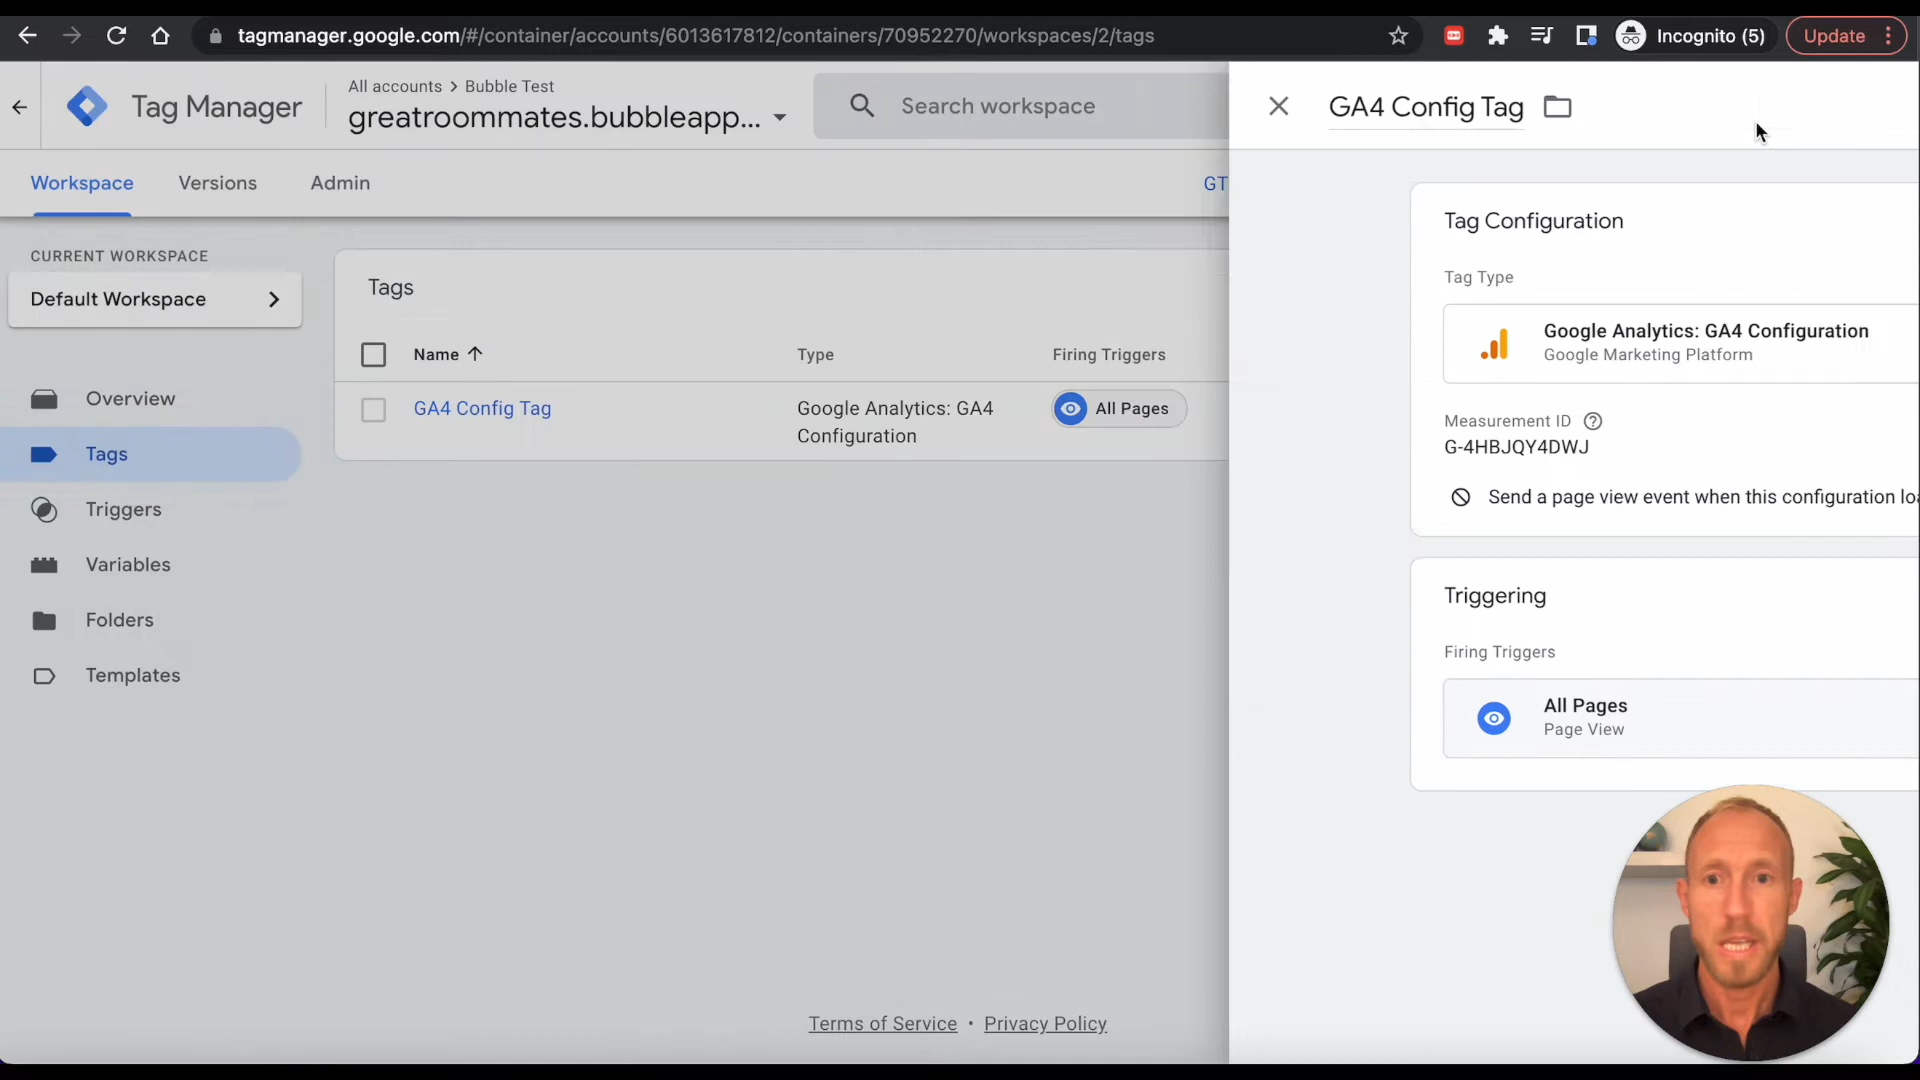 tagmanager.google.com/#/container/accounts/6013617812/containers/70952270/workspaces/2/tags
Incognito (5)
Update
Tag Manager
All accounts > Bubble Test
greatroommates.bubbleapp...
Search workspace
GA4 Config Tag
Workspace
Versions
Admin
GT
CURRENT WORKSPACE
Default Workspace
Overview
Tags
Triggers
Variables
Folders
Templates
Tags
Name
Type
Firing Triggers
GA4 Config Tag
Google Analytics: GA4
Configuration
All Pages
Tag Configuration
Tag Type
Google Analytics: GA4 Configuration
Google Marketing Platform
Measurement ID
G-4HBJQY4DWJ
Send a page view event when this configuration loa
Triggering
Firing Triggers
All Pages
Page View
Terms of Service • Privacy Policy